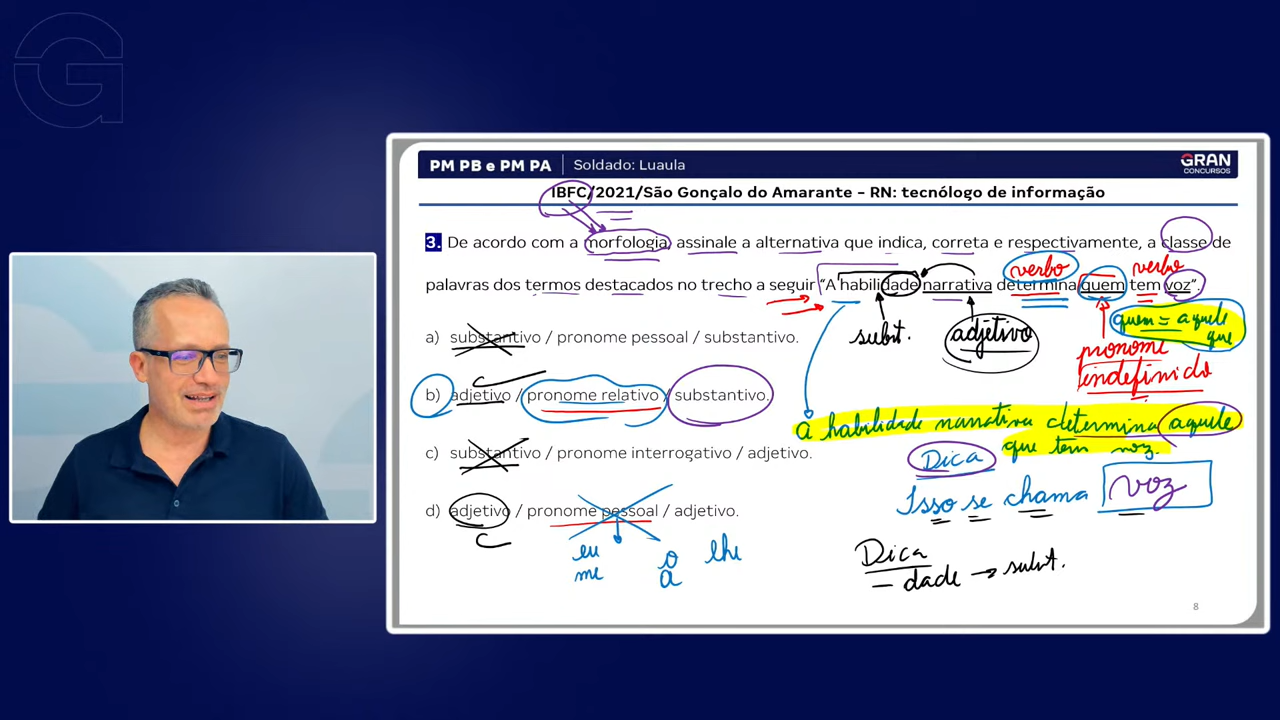 PM PB e PM PA | Soldado: Luaula
GRAN
CONCURSOS
IBFC/2021/São Gonçalo do Amarante – RN: tecnólogo de informação
3. De acordo com a morfologia, assinale a alternativa que indica, correta e respectivamente, a classe de
verbo verbo
palavras dos termos destacados no trecho a seguir “A habilidade narrativa determina quem tem voz”.
quem = aquele
que
subst. adjetivo
pronome
indefinido
a) substantivo / pronome pessoal / substantivo.
b) adjetivo / pronome relativo / substantivo.
A habilidade narrativa determina aquele
que tem voz.
c) substantivo / pronome interrogativo / adjetivo.
Dica
Isso se chama voz
d) adjetivo / pronome pessoal / adjetivo.
eu o lhe
me a
Dica
– dade → subst.
8